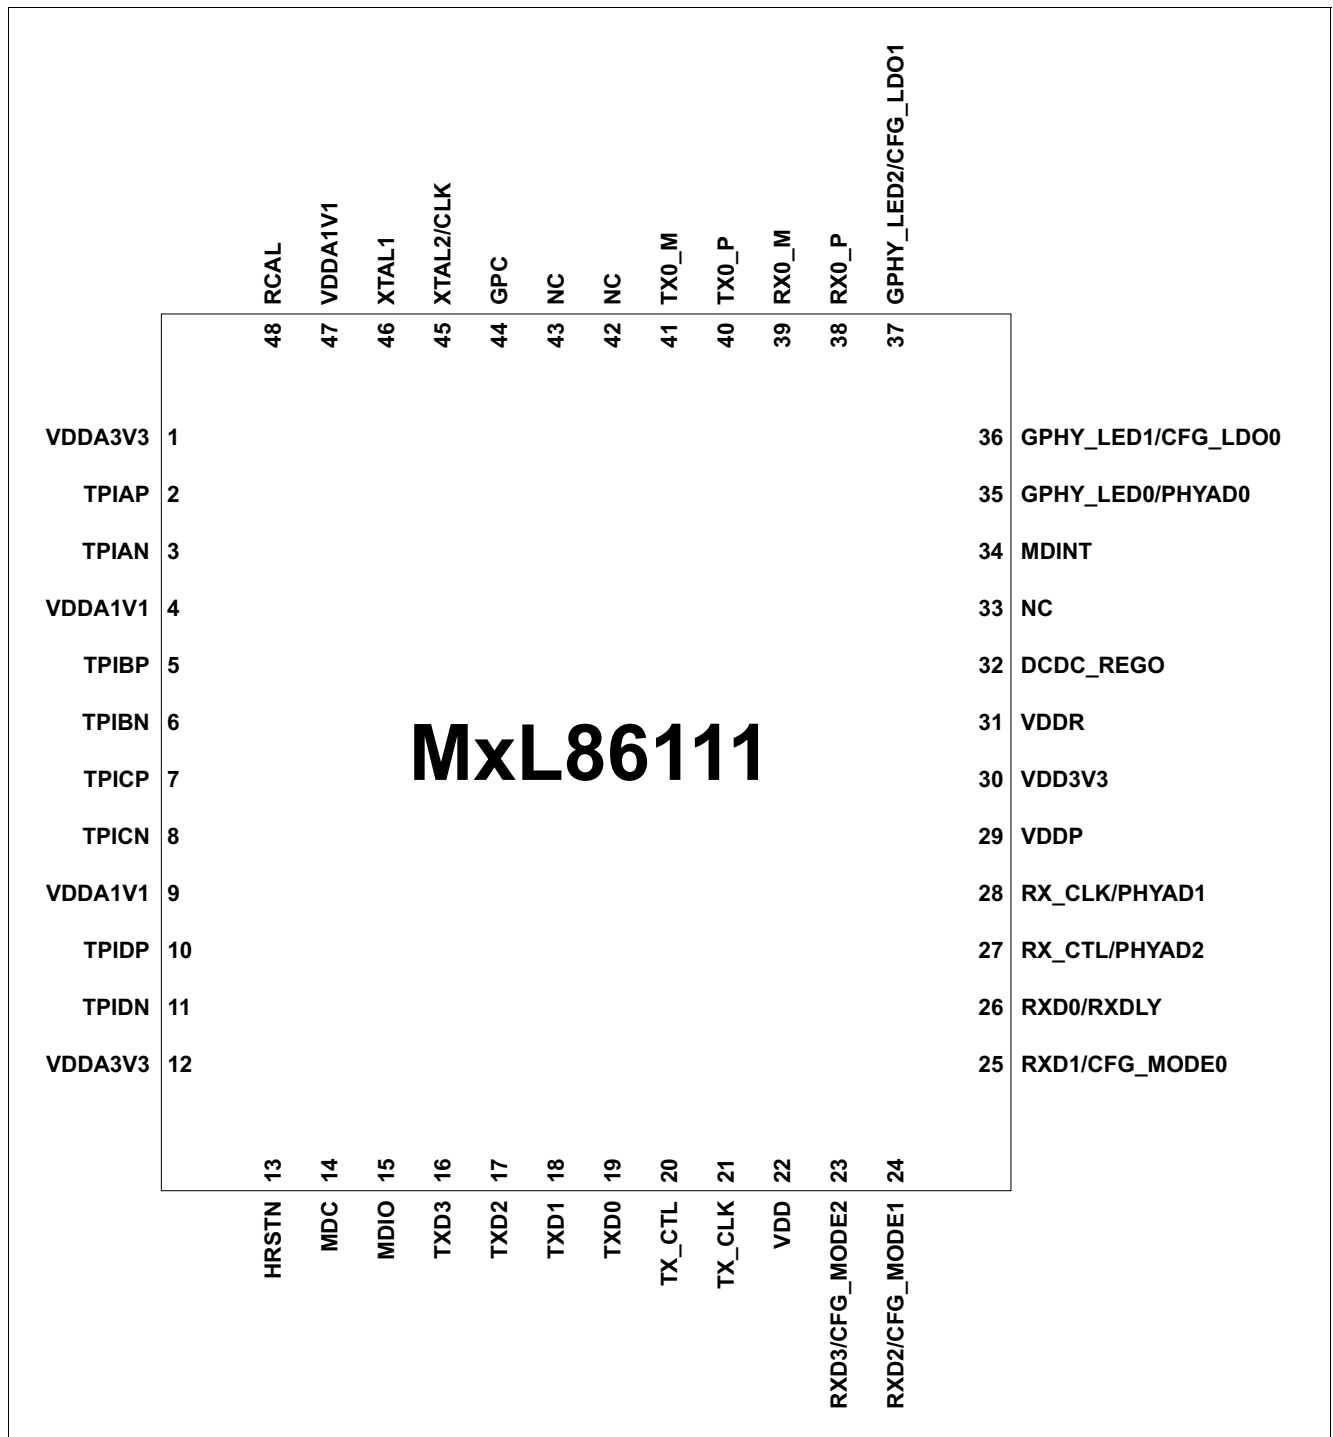 RCAL 48
VDDA1V1 47
XTAL1 46
XTAL2/CLK 45
GPC 44
NC 43
NC 42
TX0_M 41
TX0_P 40
RX0_M 39
RX0_P 38
GPHY_LED2/CFG_LDO1 37
VDDA3V3 1
TPIAP 2
TPIAN 3
VDDA1V1 4
TPIBP 5
TPIBN 6
TPICP 7
TPICN 8
VDDA1V1 9
TPIDP 10
TPIDN 11
VDDA3V3 12
MxL86111
36 GPHY_LED1/CFG_LDO0
35 GPHY_LED0/PHYAD0
34 MDINT
33 NC
32 DCDC_REGO
31 VDDR
30 VDD3V3
29 VDDP
28 RX_CLK/PHYAD1
27 RX_CTL/PHYAD2
26 RXD0/RXDLY
25 RXD1/CFG_MODE0
HRSTN 13
MDC 14
MDIO 15
TXD3 16
TXD2 17
TXD1 18
TXD0 19
TX_CTL 20
TX_CLK 21
VDD 22
RXD3/CFG_MODE2 23
RXD2/CFG_MODE1 24